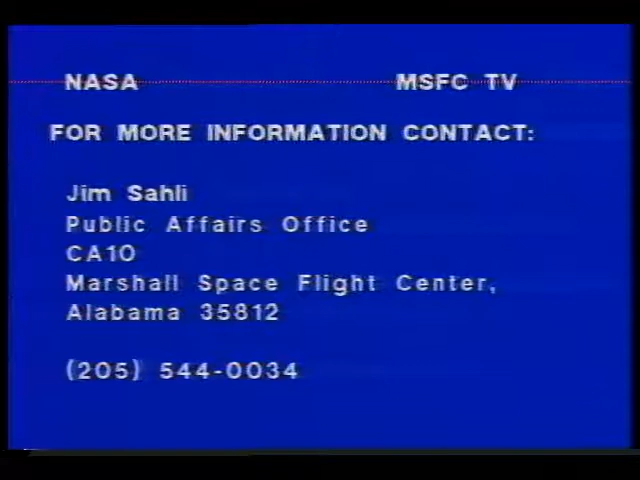 NASA MSFC TV
FOR MORE INFORMATION CONTACT:
Jim Sahli
Public Affairs Office
CA10
Marshall Space Flight Center,
Alabama 35812
(205) 544-0034